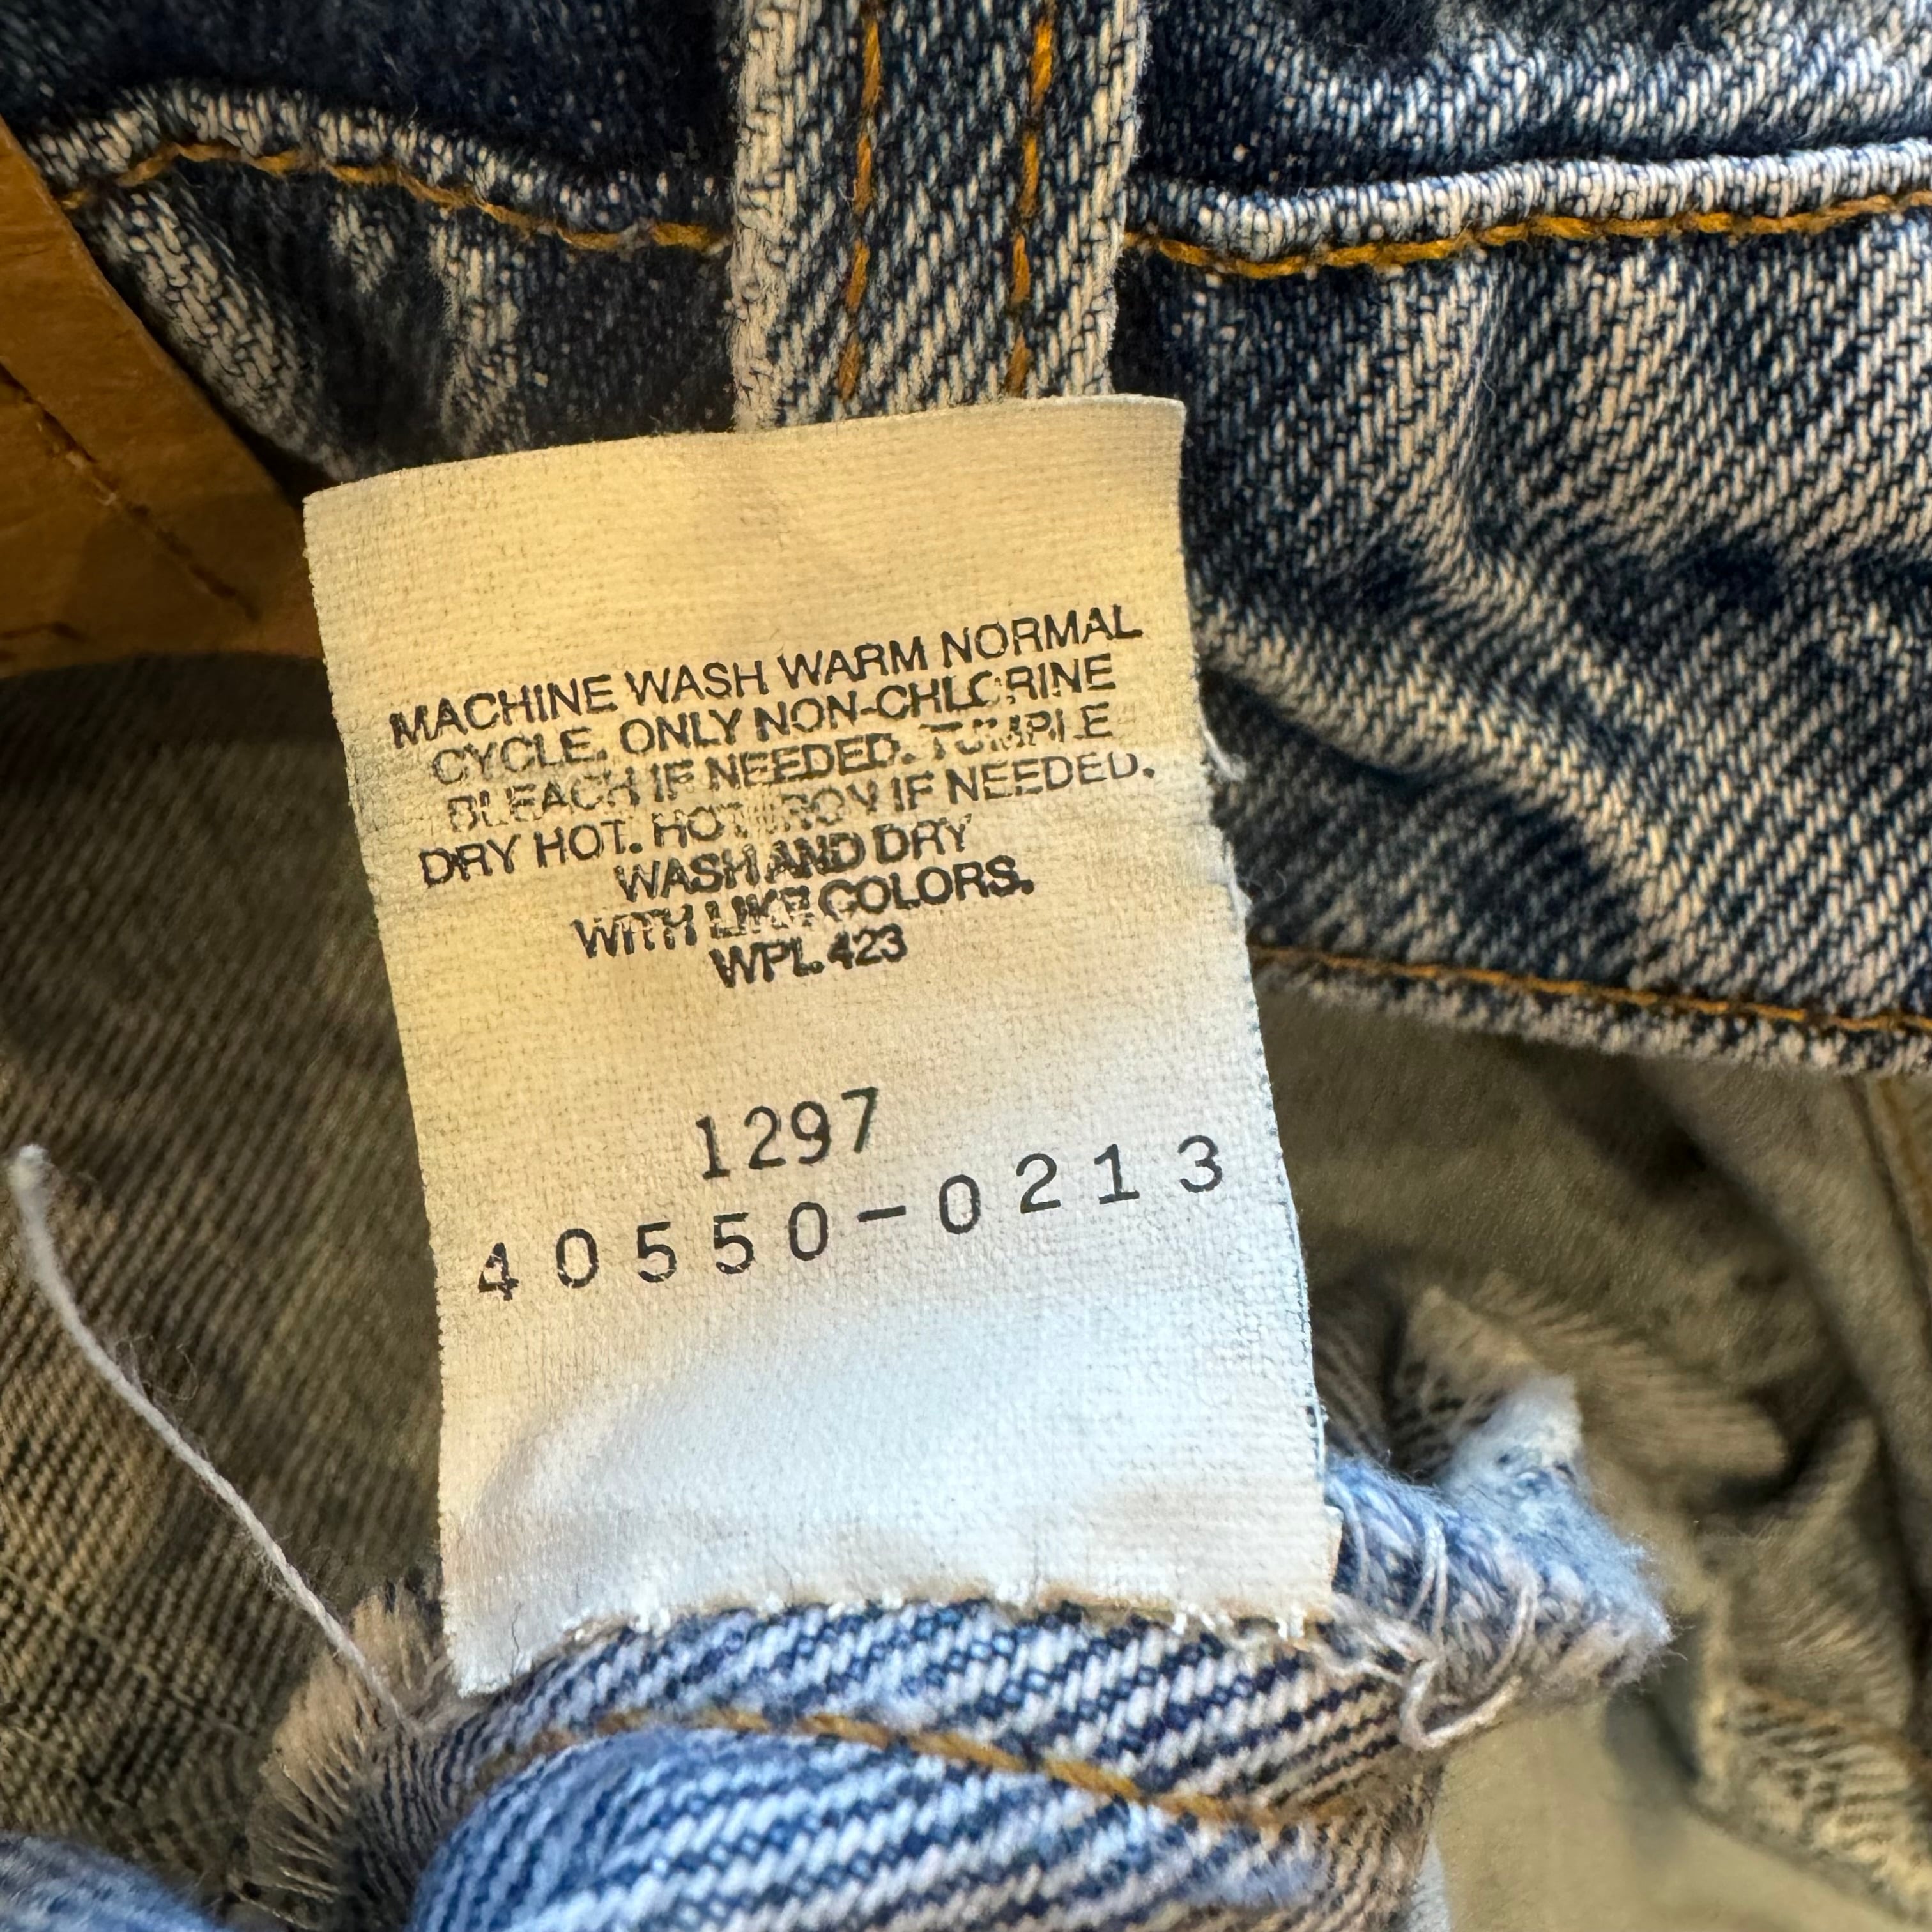 MACHINE WASH WARM NORMAL
CYCLE. ONLY NON-CHLORINE
BLEACH IF NEEDED. TUMBLE
DRY HOT. HOT IRON IF NEEDED.
WASH AND DRY
WITH LIKE COLORS.
WPL 423
1297
40550-0213